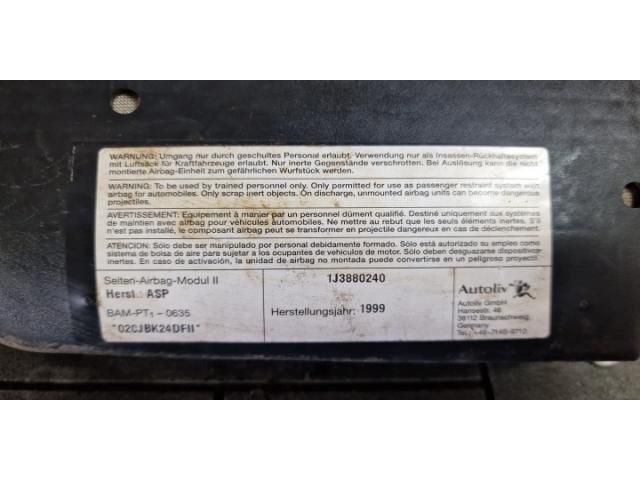 WARNUNG: Umgang nur durch geschultes Personal erlaubt. Verwendung nur als Insassen-Rückhaltesystem
mit Luftsack für Kraftfahrzeuge erlaubt. Nur inerte Gegenstände verschrotten. Bei Auslösung kann die nicht
montierte Airbag-Einheit zum gefährlichen Wurfstück werden.
WARNING: To be used by trained personnel only. Only permitted for use as passenger restraint system with
airbag for automobiles. Only scrap inert objects. On discharge, unmounted airbag units can become dangerous
projectiles.
AVERTISSEMENT: Equipement à manier par un personnel dûment qualifié. Destiné uniquement aux systèmes
de maintien avec airbag pour véhicules automobiles. Ne mettre au rebut que les seuls éléments inertes. S'il
n'est pas installé, le composant airbag peut se transformer en projectile dangereux en cas de déclenchement.
ATENCION: Sólo debe ser manipulado por personal debidamente formado. Sólo está autorizado su empleo como
sistema de bolsa de aire para sujetar a los ocupantes de vehículos de motor. Sólo deben desguazarse dispositivos
inertes. Durante la activación, la unidad de airbag no montada puede convertirse en un peligroso proyectil.
Seiten-Airbag-Modul II
Herst.: ASP
BAM-PT1 - 0635
"02CJBK24DFII"
1J3880240
Herstellungsjahr: 1999
Autoliv
Autoliv GmbH
Hansestr. 46
38112 Braunschweig
Germany